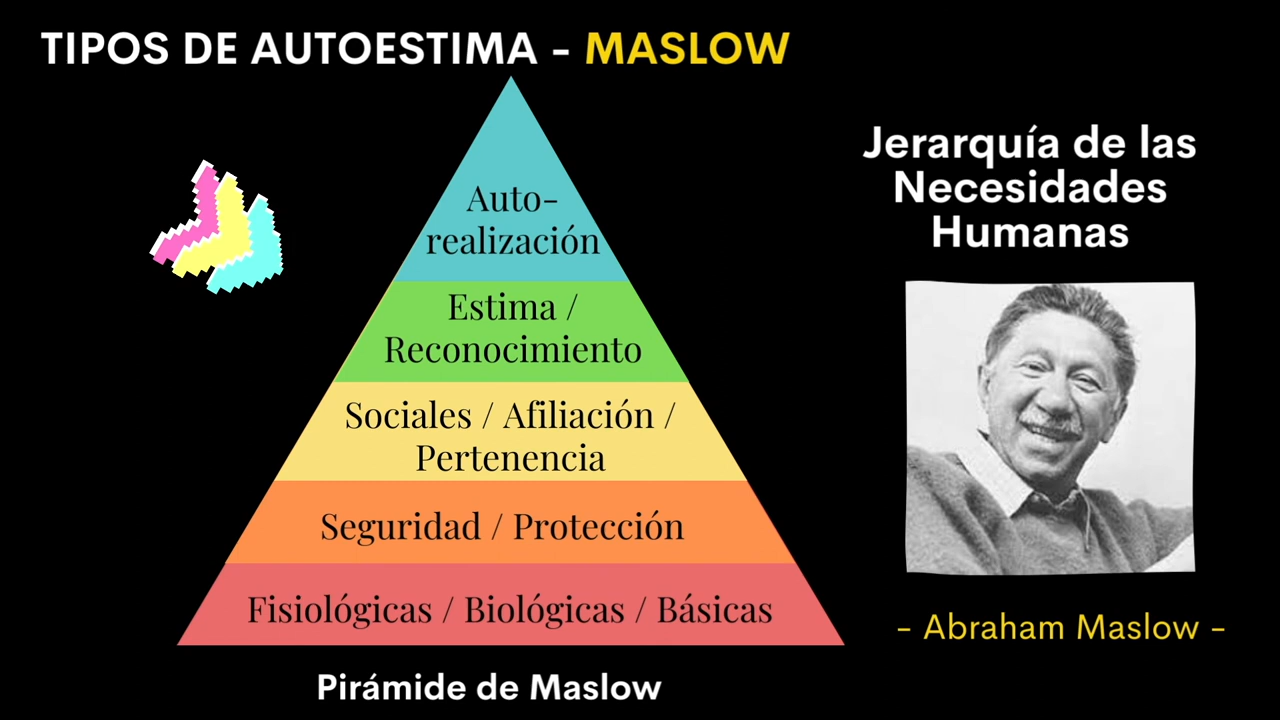 TIPOS DE AUTOESTIMA - MASLOW
Auto-
realización
Estima /
Reconocimiento
Sociales / Afiliación /
Pertenencia
Seguridad / Protección
Fisiológicas / Biológicas / Básicas
Pirámide de Maslow
Jerarquía de las
Necesidades
Humanas
- Abraham Maslow -